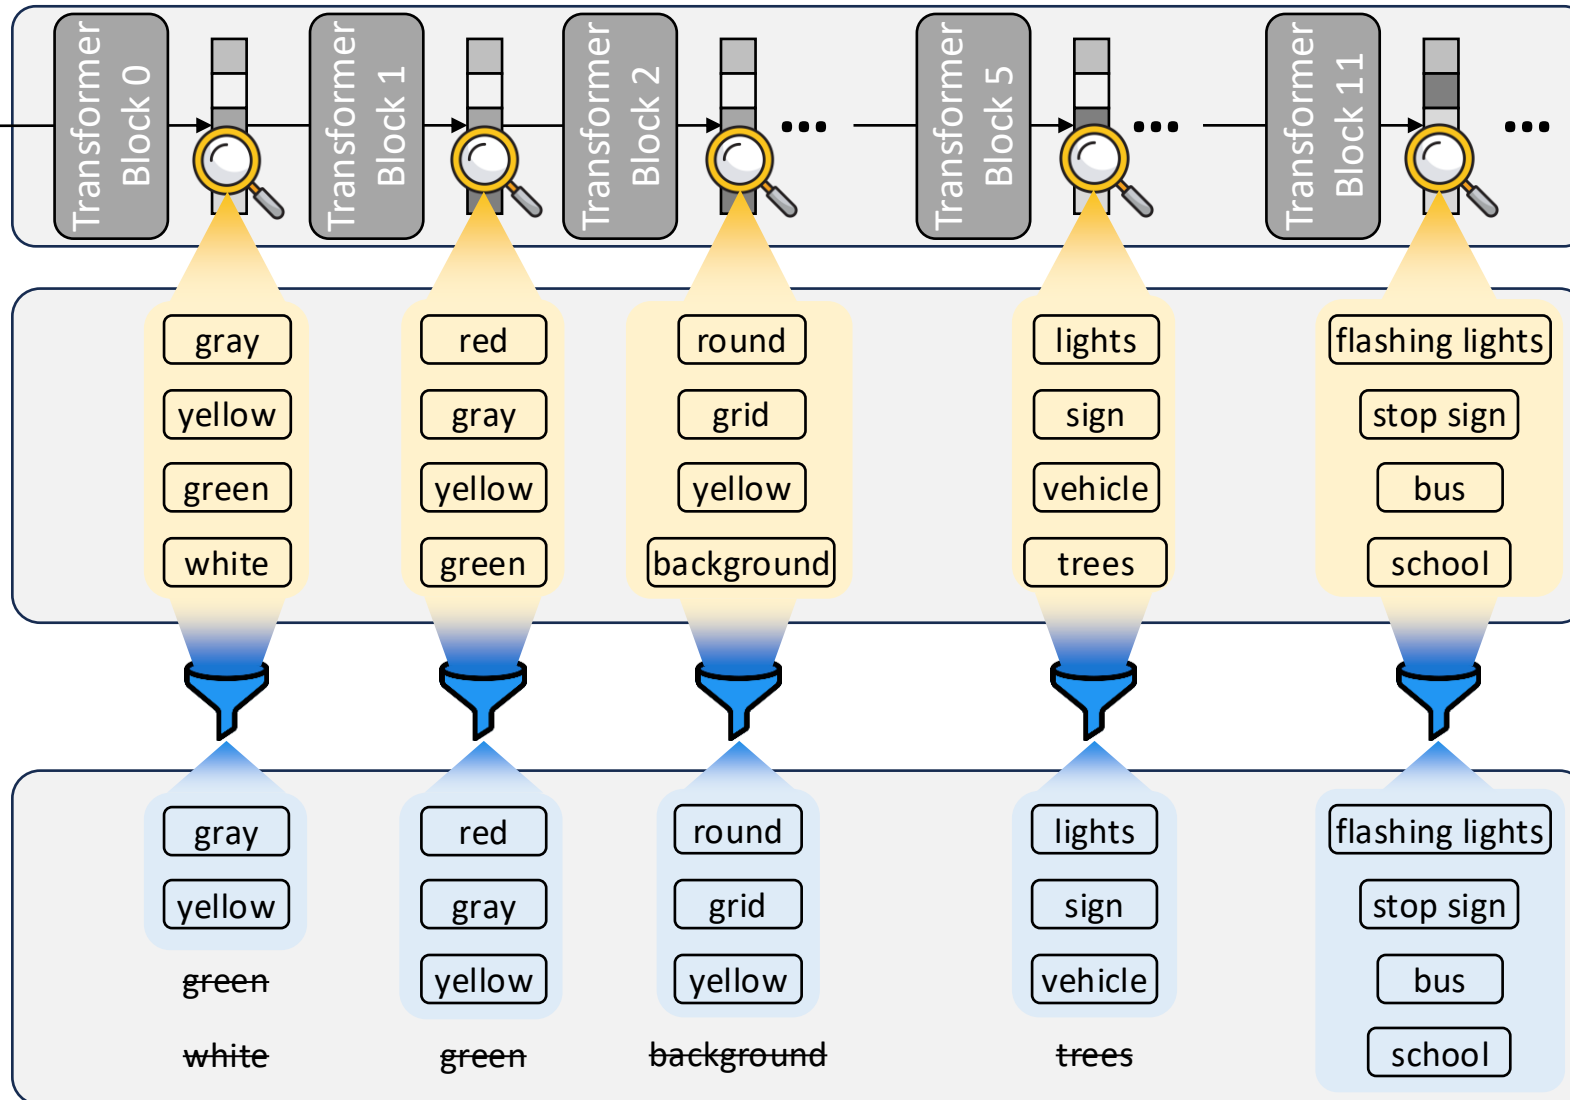 Transformer
Block 0
Transformer
Block 1
Transformer
Block 2
...
Transformer
Block 5
...
Transformer
Block 11
...
gray
yellow
green
white
red
gray
yellow
green
round
grid
yellow
background
lights
sign
vehicle
trees
flashing lights
stop sign
bus
school
gray
yellow
green
white
red
gray
yellow
green
round
grid
yellow
background
lights
sign
vehicle
trees
flashing lights
stop sign
bus
school